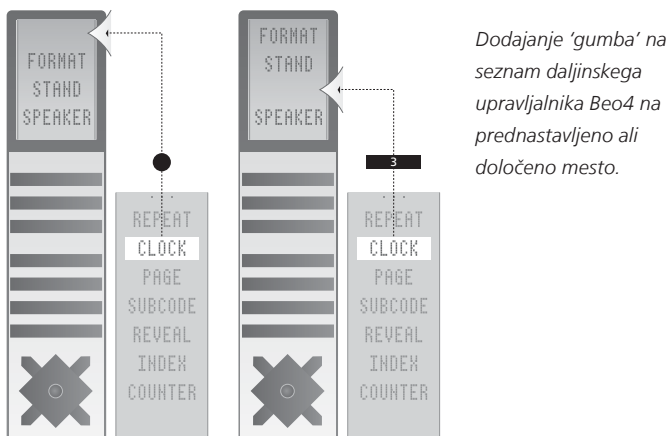 FORMAT
STAND
SPEAKER
REPEAT
CLOCK
PAGE
SUBCODE
REVEAL
INDEX
COUNTER
FORMAT
STAND
SPEAKER
3
REPEAT
CLOCK
PAGE
SUBCODE
REVEAL
INDEX
COUNTER
Dodajanje ‘gumba’ na
seznam daljinskega
upravljalnika Beo4 na
prednastavljeno ali
določeno mesto.